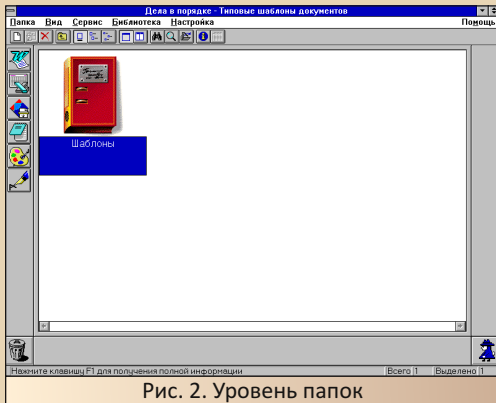 Дела в порядке - Типовые шаблоны документов
Папка Вид Сервис Библиотека Настройка Помощь
Шаблоны
Нажмите клавишу F1 для получения полной информации Всего 1 Выделено 1
Рис. 2. Уровень папок